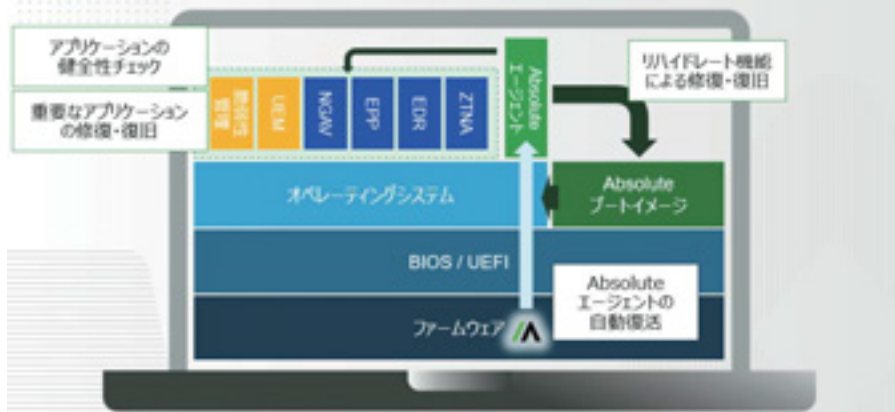 アプリケーションの
健全性チェック
重要なアプリケーション
の修復・復旧
脆弱性
管理
UEM
NGAV
EPP
EDR
ZTNA
Absolute
エージェント
リハイドレート機能
による修復・復旧
オペレーティングシステム
Absolute
ブートイメージ
BIOS / UEFI
Absolute
エージェントの
自動復活
ファームウェア